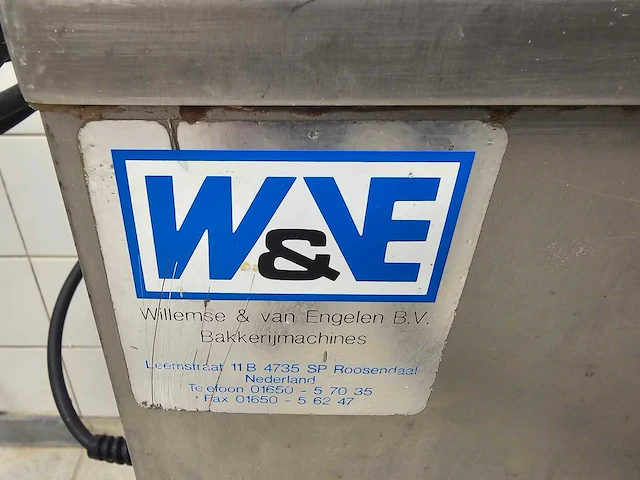 W&VE
Willemse & van Engelen B.V.
Bakkerijmachines
Leemstraat 11B 4735 SP Roosendaal
Nederland
Telefoon 01650 - 5 70 35
Fax 01650 - 5 62 47